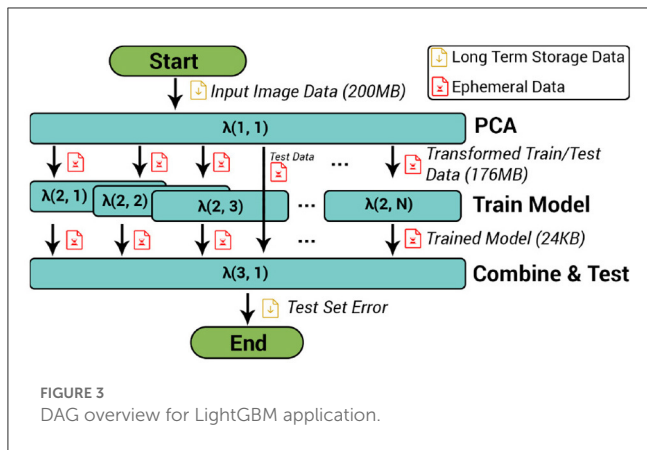 Start
Long Term Storage Data
Ephemeral Data
Input Image Data (200MB)
λ(1, 1)
PCA
Test Data
...
Transformed Train/Test
Data (176MB)
λ(2, 1)
λ(2, 2)
λ(2, 3)
...
λ(2, N)
Train Model
...
Trained Model (24KB)
λ(3, 1)
Combine & Test
Test Set Error
End
FIGURE 3
DAG overview for LightGBM application.